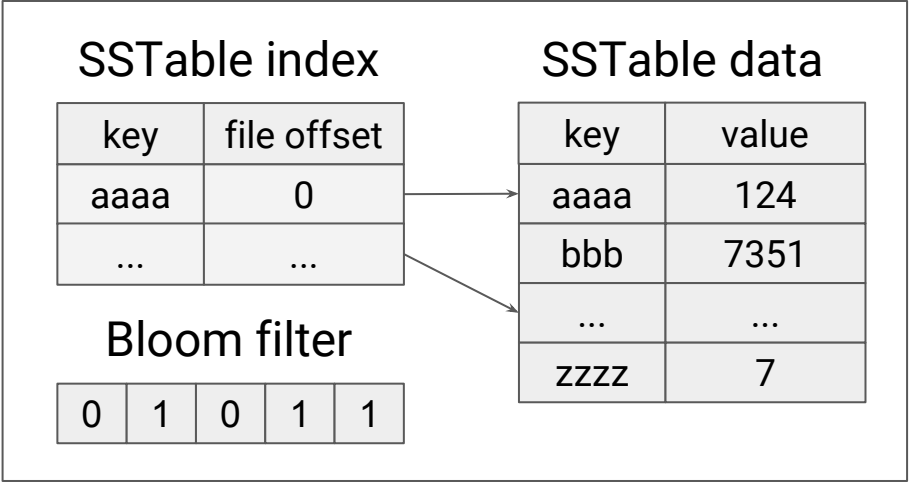 SSTable index
key file offset
aaaa 0
... ...
Bloom filter
0 1 0 1 1
SSTable data
key value
aaaa 124
bbb 7351
... ...
zzzz 7